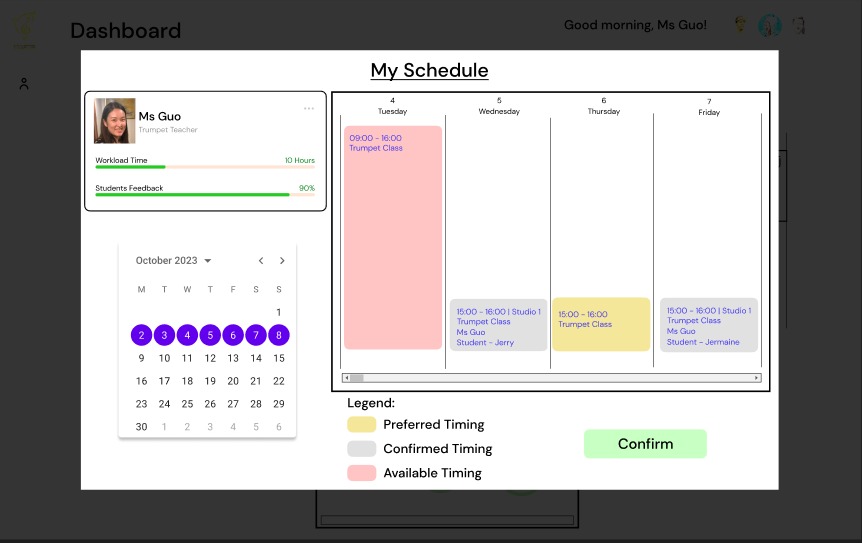 Dashboard
Good morning, Ms Guo!
My Schedule
Ms Guo
Trumpet Teacher
Workload Time
10 Hours
Students Feedback
90%
October 2023
M T W T F S S
1
2 3 4 5 6 7 8
9 10 11 12 13 14 15
16 17 18 19 20 21 22
23 24 25 26 27 28 29
30 1 2 3 4 5 6
4
Tuesday
09:00 - 16:00
Trumpet Class
5
Wednesday
15:00 - 16:00 | Studio 1
Trumpet Class
Ms Guo
Student - Jerry
6
Thursday
15:00 - 16:00
Trumpet Class
7
Friday
15:00 - 16:00 | Studio 1
Trumpet Class
Ms Guo
Student - Jermaine
Legend:
Preferred Timing
Confirmed Timing
Available Timing
Confirm